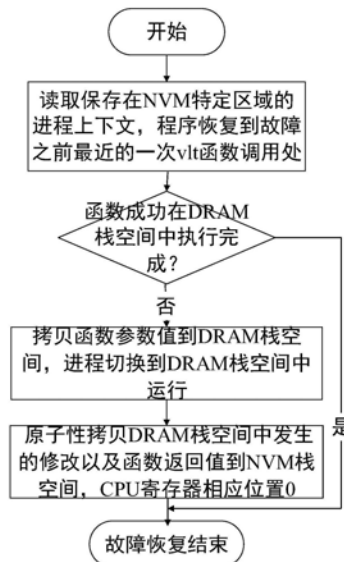 开始
读取保存在NVM特定区域的
进程上下文，程序恢复到故障
之前最近的一次vlt函数调用处
函数成功在DRAM
栈空间中执行完
成？
否
拷贝函数参数值到DRAM栈空
间，进程切换到DRAM栈空间中
运行
是
原子性拷贝DRAM栈空间中发生
的修改以及函数返回值到NVM栈
空间，CPU寄存器相应位置0
故障恢复结束